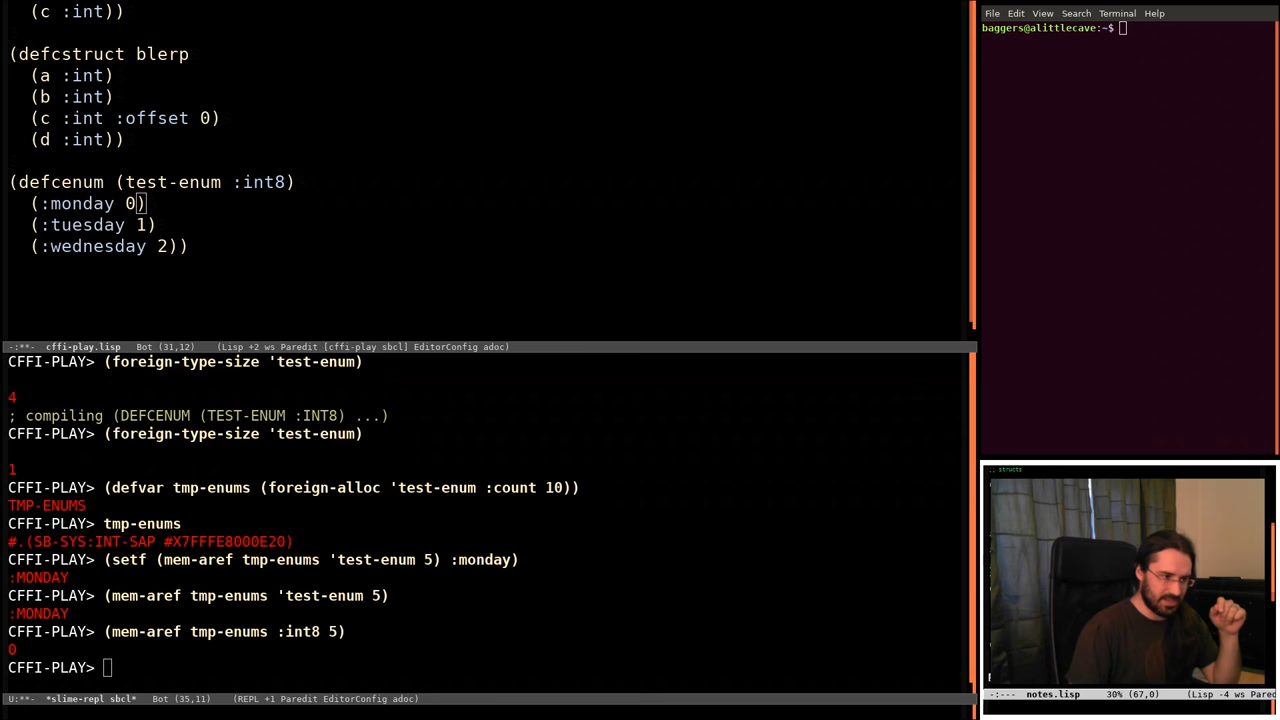 (c :int))
(defcstruct blerp
(a :int)
(b :int)
(c :int :offset 0)
(d :int))
(defcenum (test-enum :int8)
(:monday 0)
(:tuesday 1)
(:wednesday 2))
-:**- cffi-play.lisp Bot (31,12) (Lisp +2 ws Paredit [cffi-play sbcl] EditorConfig adoc)
CFFI-PLAY> (foreign-type-size 'test-enum)
4
; compiling (DEFCENUM (TEST-ENUM :INT8) ...)
CFFI-PLAY> (foreign-type-size 'test-enum)
1
CFFI-PLAY> (defvar tmp-enums (foreign-alloc 'test-enum :count 10))
TMP-ENUMS
CFFI-PLAY> tmp-enums
#.(SB-SYS:INT-SAP #X7FFFE8000E20)
CFFI-PLAY> (setf (mem-aref tmp-enums 'test-enum 5) :monday)
:MONDAY
CFFI-PLAY> (mem-aref tmp-enums 'test-enum 5)
:MONDAY
CFFI-PLAY> (mem-aref tmp-enums :int8 5)
0
CFFI-PLAY>
U:**- *slime-repl sbcl* Bot (35,11) (REPL +1 Paredit EditorConfig adoc)
File Edit View Search Terminal Help
baggers@alittlecave:~$
;; structs
-:--- notes.lisp 30% (67,0) (Lisp -4 ws Pared